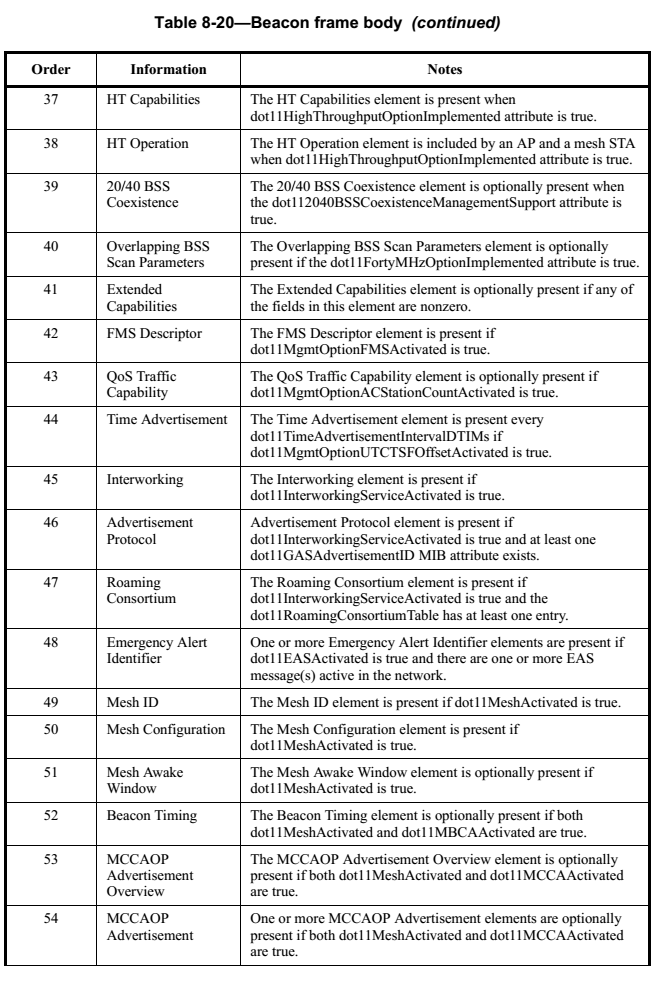 Table 8-20—Beacon frame body (continued)
Order Information Notes
37 HT Capabilities The HT Capabilities element is present when
dot11HighThroughputOptionImplemented attribute is true.
38 HT Operation The HT Operation element is included by an AP and a mesh STA
when dot11HighThroughputOptionImplemented attribute is true.
39 20/40 BSS The 20/40 BSS Coexistence element is optionally present when
Coexistence the dot112040BSSCoexistenceManagementSupport attribute is
true.
40 Overlapping BSS The Overlapping BSS Scan Parameters element is optionally
Scan Parameters present if the dot11FortyMHzOptionImplemented attribute is true.
41 Extended The Extended Capabilities element is optionally present if any of
Capabilities the fields in this element are nonzero.
42 FMS Descriptor The FMS Descriptor element is present if
dot11MgmtOptionFMSActivated is true.
43 QoS Traffic The QoS Traffic Capability element is optionally present if
Capability dot11MgmtOptionACStationCountActivated is true.
44 Time Advertisement The Time Advertisement element is present every
dot11TimeAdvertisementIntervalDTIMs if
dot11MgmtOptionUTCTSFOffsetActivated is true.
45 Interworking The Interworking element is present if
dot11InterworkingServiceActivated is true.
46 Advertisement Advertisement Protocol element is present if
Protocol dot11InterworkingServiceActivated is true and at least one
dot11GASAdvertisementID MIB attribute exists.
47 Roaming The Roaming Consortium element is present if
Consortium dot11InterworkingServiceActivated is true and the
dot11RoamingConsortiumTable has at least one entry.
48 Emergency Alert One or more Emergency Alert Identifier elements are present if
Identifier dot11EASActivated is true and there are one or more EAS
message(s) active in the network.
49 Mesh ID The Mesh ID element is present if dot11MeshActivated is true.
50 Mesh Configuration The Mesh Configuration element is present if
dot11MeshActivated is true.
51 Mesh Awake The Mesh Awake Window element is optionally present if
Window dot11MeshActivated is true.
52 Beacon Timing The Beacon Timing element is optionally present if both
dot11MeshActivated and dot11MBCAActivated are true.
53 MCCAOP The MCCAOP Advertisement Overview element is optionally
Advertisement present if both dot11MeshActivated and dot11MCCAActivated
Overview are true.
54 MCCAOP One or more MCCAOP Advertisement elements are optionally
Advertisement present if both dot11MeshActivated and dot11MCCAActivated
are true.